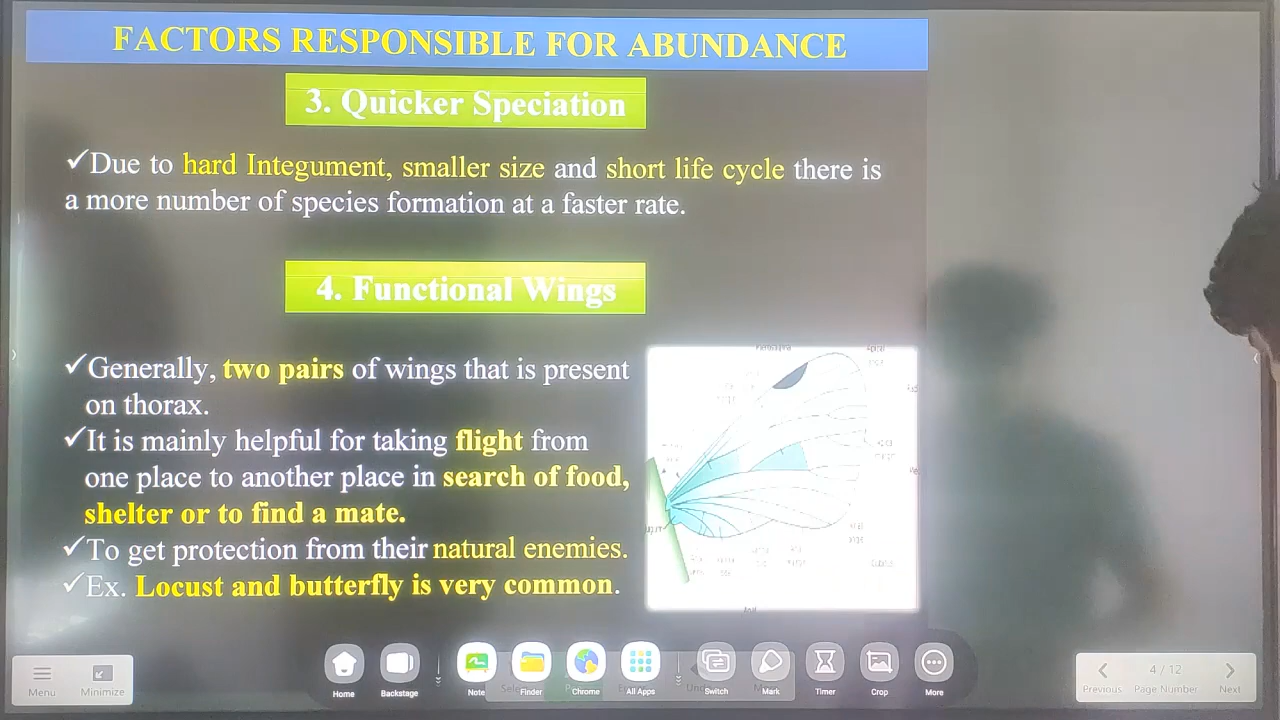 FACTORS RESPONSIBLE FOR ABUNDANCE
3. Quicker Speciation
✓Due to hard Integument, smaller size and short life cycle there is
a more number of species formation at a faster rate.
4. Functional Wings
✓Generally, two pairs of wings that is present
on thorax.
✓It is mainly helpful for taking flight from
one place to another place in search of food,
shelter or to find a mate.
✓To get protection from their natural enemies.
✓Ex. Locust and butterfly is very common.
Menu
Minimize
Home
Backstage
Note
Finder
Chrome
All Apps
Switch
Mark
Timer
Crop
More
4 / 12
Previous Page Number Next